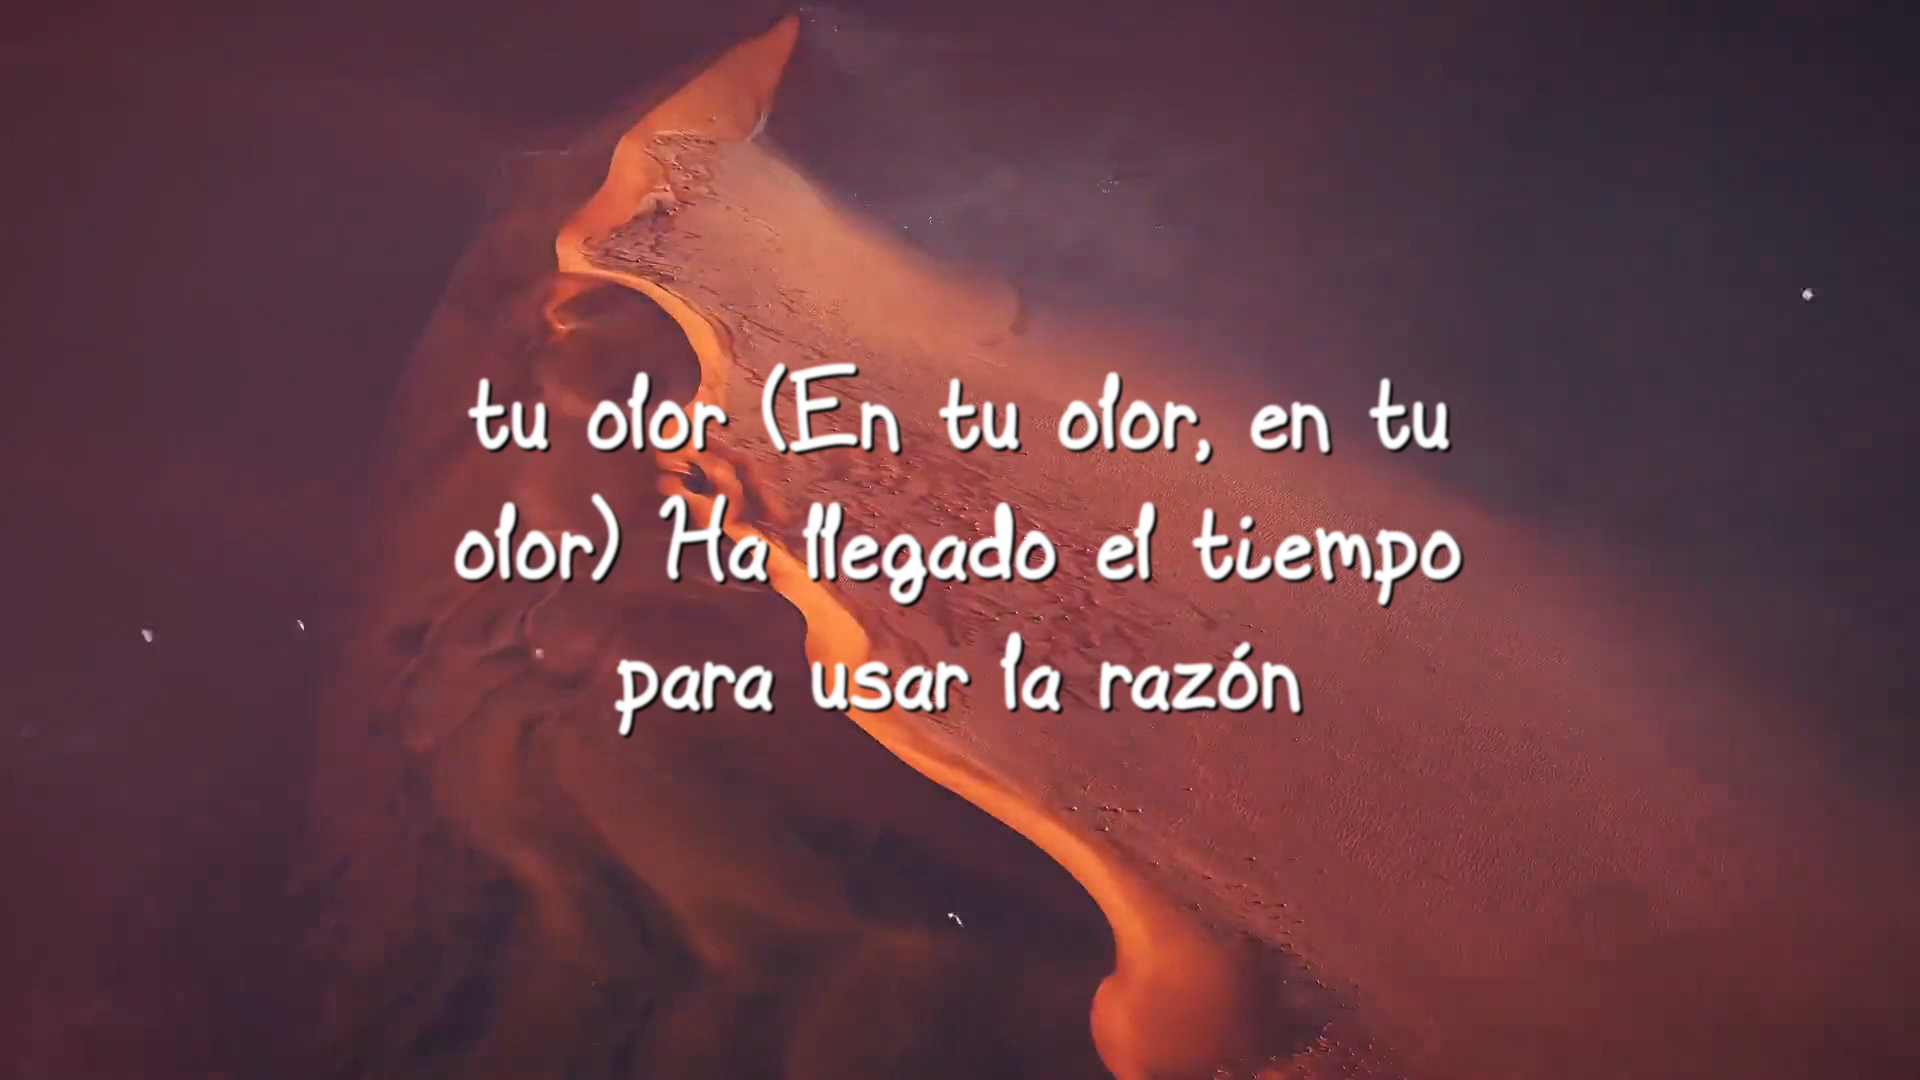 tu olor (En tu olor, en tu
olor) Ha llegado el tiempo
para usar la razón